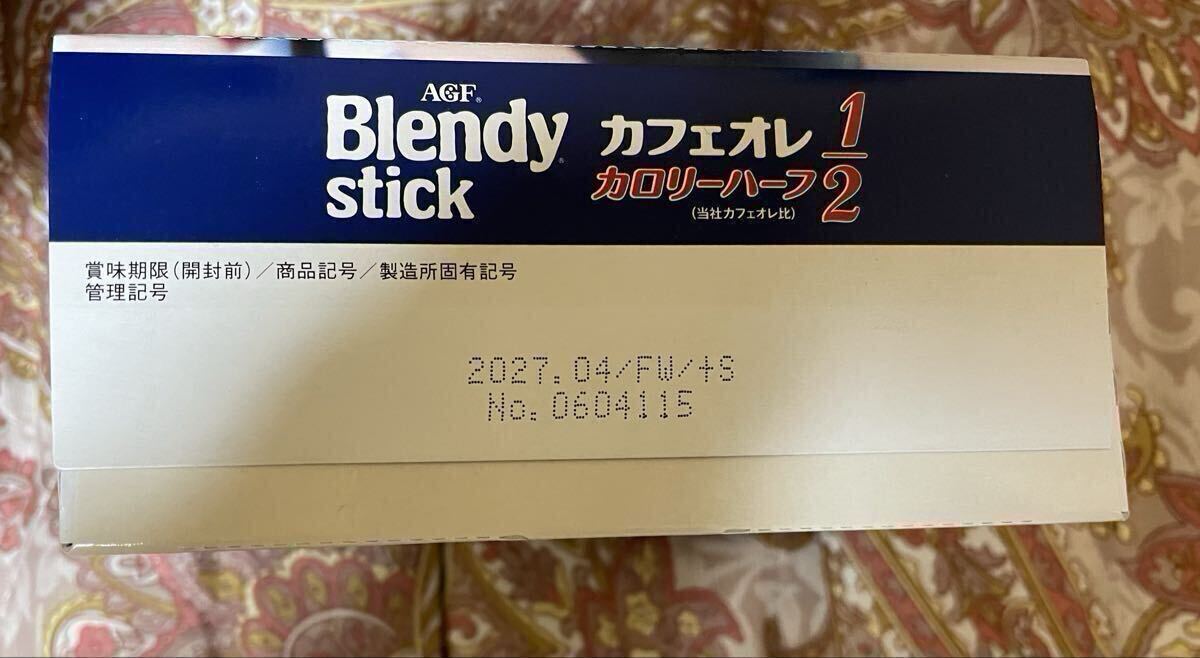 AGF®
Blendy®
stick
カフェオレ
カロリーハーフ
1/2
(当社カフェオレ比)
賞味期限(開封前)/商品記号/製造所固有記号
管理記号
2027.04/FW/+S
No.0604115